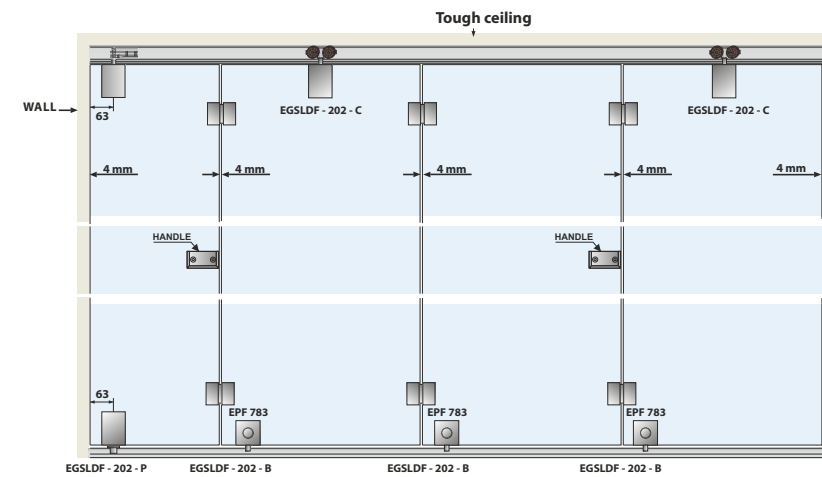 Tough ceiling
WALL
63
EGSLDF - 202 - C
EGSLDF - 202 - C
4 mm
4 mm
4 mm
4 mm
4 mm
HANDLE
HANDLE
63
EPF 783
EPF 783
EPF 783
EGSLDF - 202 - P
EGSLDF - 202 - B
EGSLDF - 202 - B
EGSLDF - 202 - B